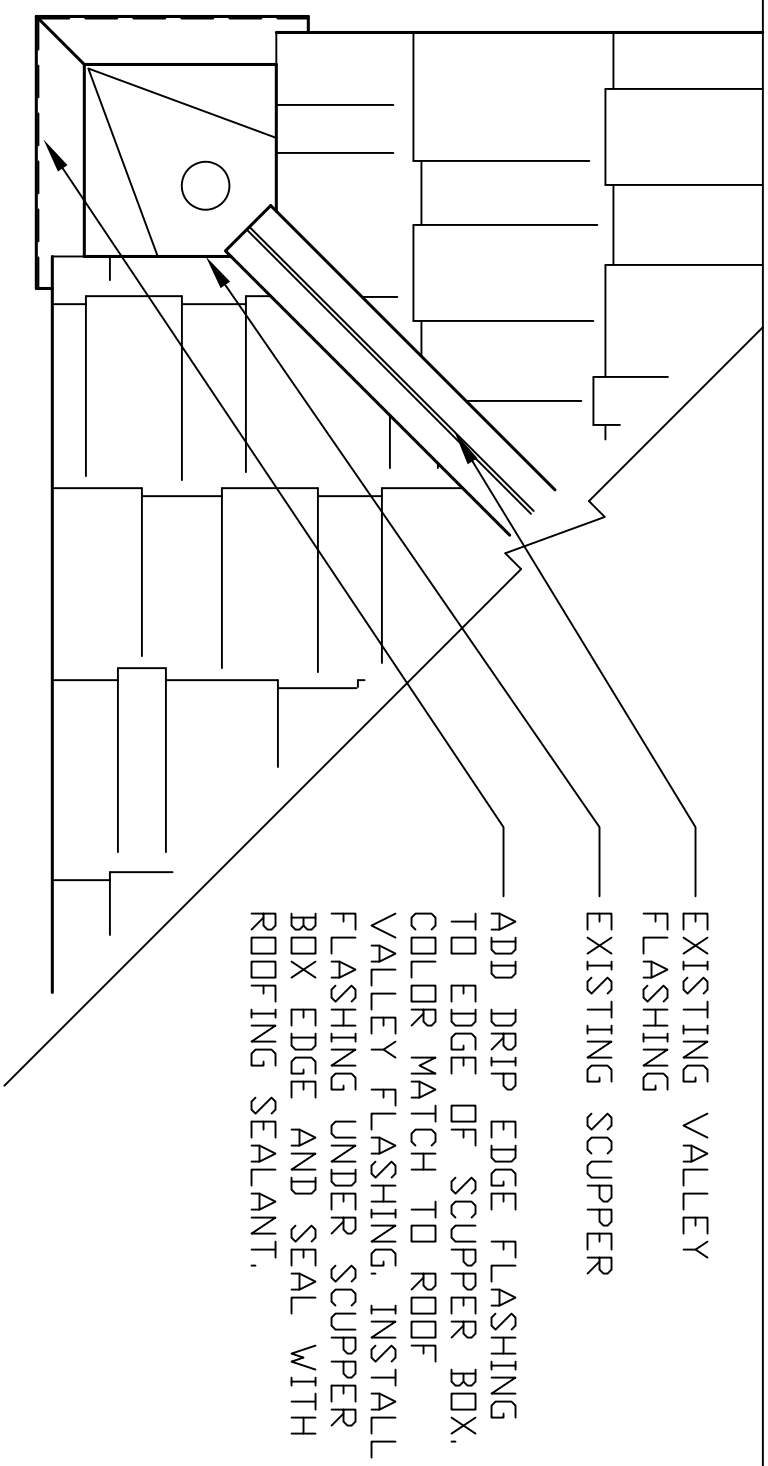 EXISTING VALLEY
FLASHING
EXISTING SCUPPER
ADD DRIP EDGE FLASHING
TO EDGE OF SCUPPER BOX.
COLOR MATCH TO ROOF
VALLEY FLASHING. INSTALL
FLASHING UNDER SCUPPER
BOX EDGE AND SEAL WITH
ROOFING SEALANT.